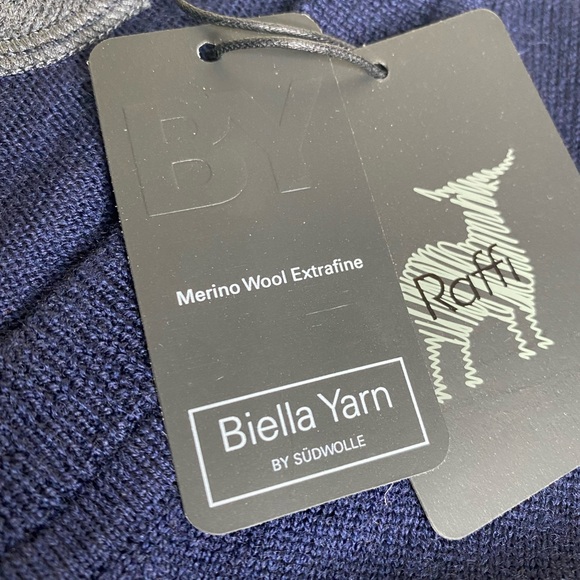 BY
Merino Wool Extrafine
Biella Yarn
BY SÜDWOLLE
Raffi